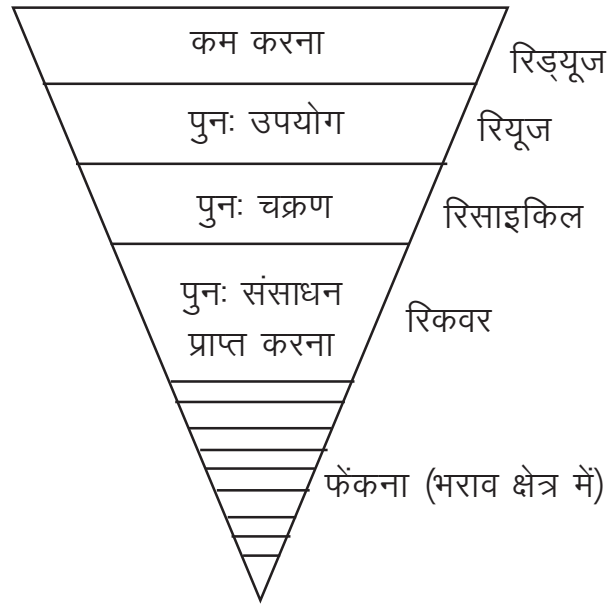 कम करना
रिड्यूज
पुनः उपयोग
रियूज
पुनः चक्रण
रिसाइकिल
पुनः संसाधन
प्राप्त करना
रिकवर
फेंकना (भराव क्षेत्र में)